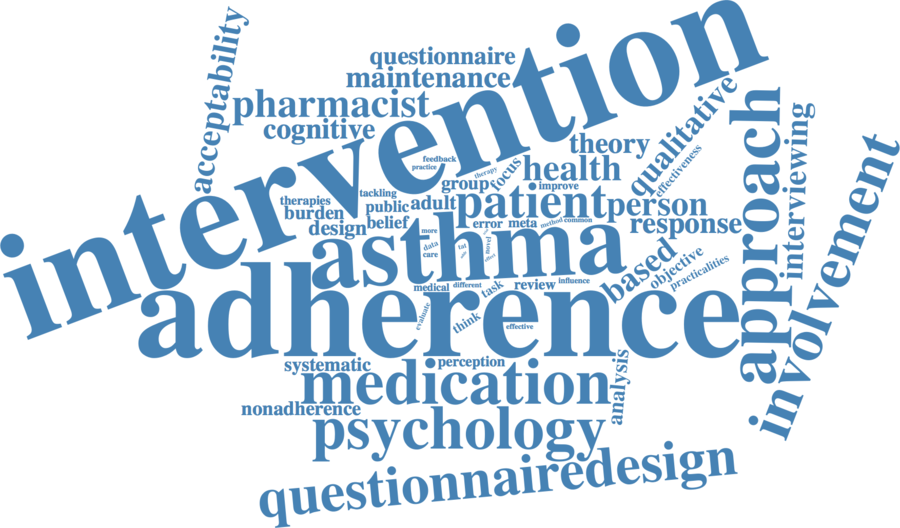 acceptability
questionnaire
maintenance
intervention
pharmacist
cognitive
theory
qualitative
approach
interviewing
involvement
feedback
practice
therapy
focus
health
effectiveness
group
improve
therapies
tackling
burden
public
adult
patient
person
design
belief
error
meta
method
common
response
more
data
care
novel
asthma
based
objective
practicalities
medical
different
task
review
influence
adherence
evaluate
think
effective
systematic
perception
analysis
medication
nonadherence
psychology
questionnairedesign